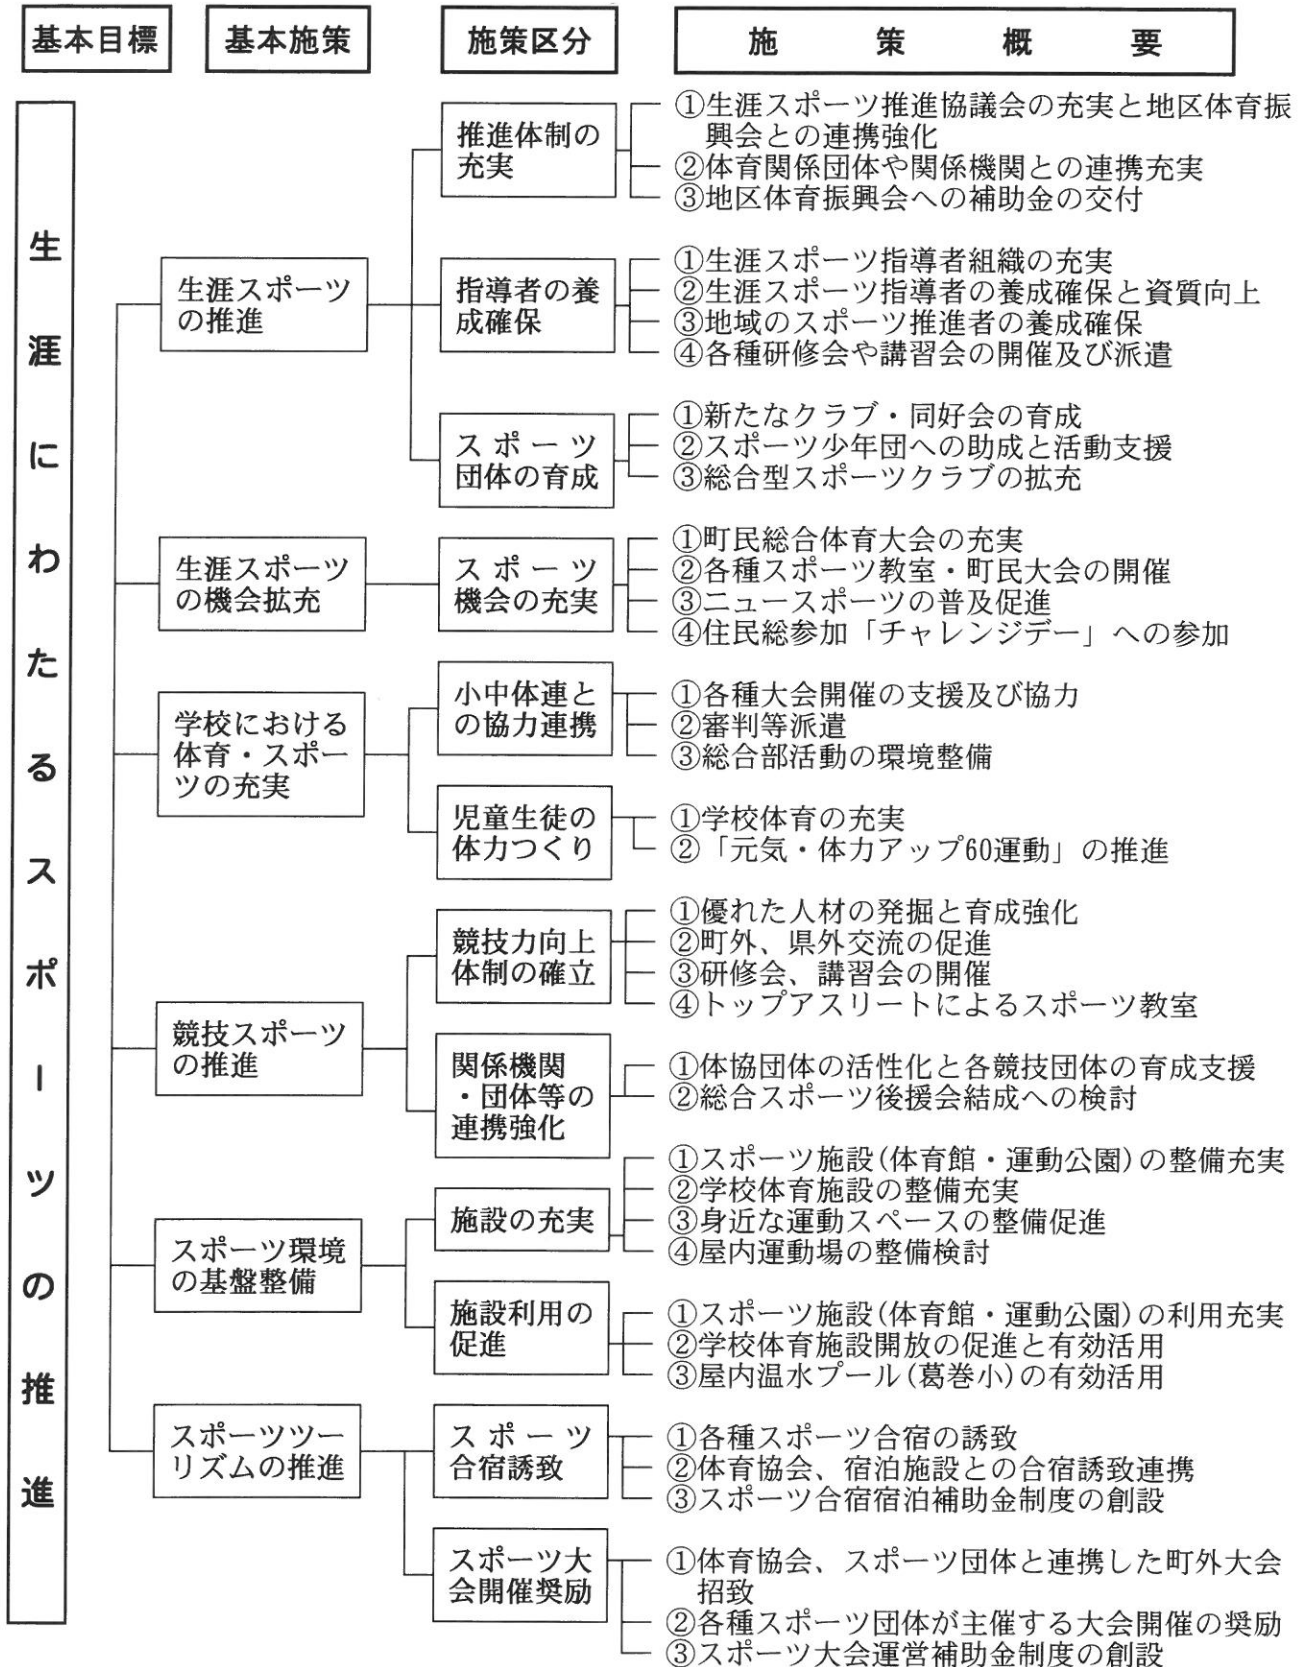 基本目標
基本施策
施策区分
施策概要
生涯にわたるスポーツの推進
生涯スポーツ
の推進
推進体制の
充実
①生涯スポーツ推進協議会の充実と地区体育振
興会との連携強化
②体育関係団体や関係機関との連携充実
③地区体育振興会への補助金の交付
指導者の養
成確保
①生涯スポーツ指導者組織の充実
②生涯スポーツ指導者の養成確保と資質向上
③地域のスポーツ推進者の養成確保
④各種研修会や講習会の開催及び派遣
スポーツ
団体の育成
①新たなクラブ・同好会の育成
②スポーツ少年団への助成と活動支援
③総合型スポーツクラブの拡充
生涯スポーツ
の機会拡充
スポーツ
機会の充実
①町民総合体育大会の充実
②各種スポーツ教室・町民大会の開催
③ニュースポーツの普及促進
④住民総参加「チャレンジデー」への参加
学校における
体育・スポー
ツの充実
小中体連と
の協力連携
①各種大会開催の支援及び協力
②審判等派遣
③総合部活動の環境整備
児童生徒の
体力つくり
①学校体育の充実
②「元気・体力アップ60運動」の推進
競技スポーツ
の推進
競技力向上
体制の確立
①優れた人材の発掘と育成強化
②町外、県外交流の促進
③研修会、講習会の開催
④トップアスリートによるスポーツ教室
関係機関
・団体等の
連携強化
①体協団体の活性化と各競技団体の育成支援
②総合スポーツ後援会結成への検討
スポーツ環境
の基盤整備
施設の充実
①スポーツ施設(体育館・運動公園)の整備充実
②学校体育施設の整備充実
③身近な運動スペースの整備促進
④屋内運動場の整備検討
施設利用の
促進
①スポーツ施設(体育館・運動公園)の利用充実
②学校体育施設開放の促進と有効活用
③屋内温水プール(葛巻小)の有効活用
スポーツツー
リズムの推進
スポーツ
合宿誘致
①各種スポーツ合宿の誘致
②体育協会、宿泊施設との合宿誘致連携
③スポーツ合宿宿泊補助金制度の創設
スポーツ大
会開催奨励
①体育協会、スポーツ団体と連携した町外大会
招致
②各種スポーツ団体が主催する大会開催の奨励
③スポーツ大会運営補助金制度の創設